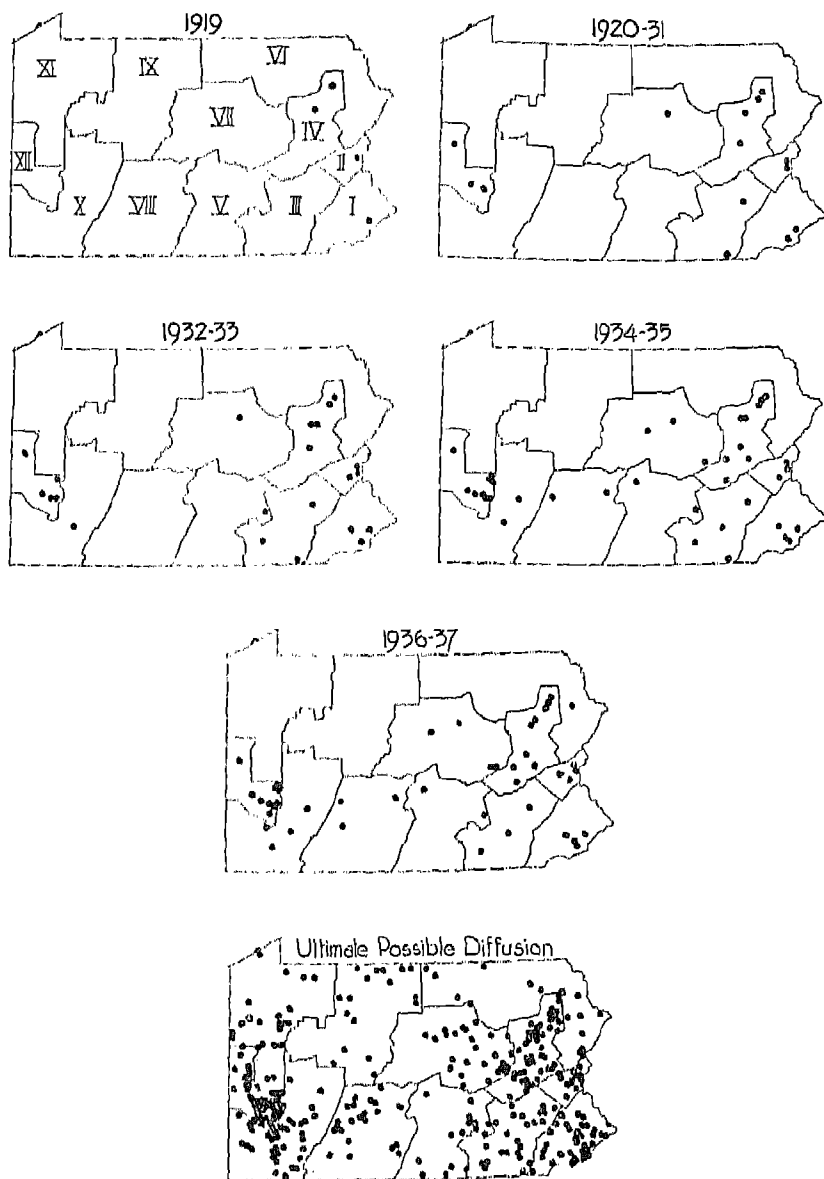 1919
1920-31
XI
IX
VI
VII
IV
XII
II
X
VIII
V
III
I
1932-33
1934-35
1936-37
Ultimate Possible Diffusion